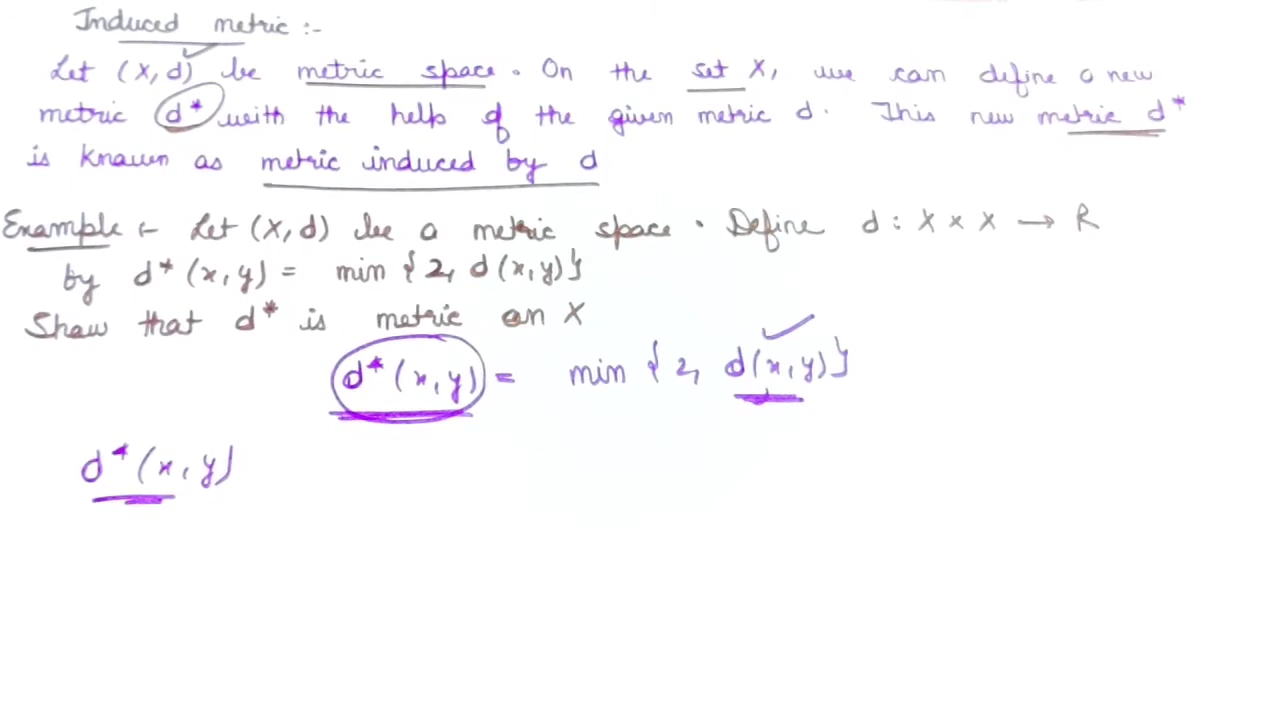 Induced metric :-
Let (X, d) be metric space. On the set X, we can define a new
metric d* with the help of the given metric d. This new metric d*
is known as metric induced by d
Example :- Let (X, d) be a metric space. Define d : X × X → R
by d*(x, y) = min {2, d(x, y)}
Show that d* is metric on X
d*(x, y) = min {2, d(x, y)}
d*(x, y)